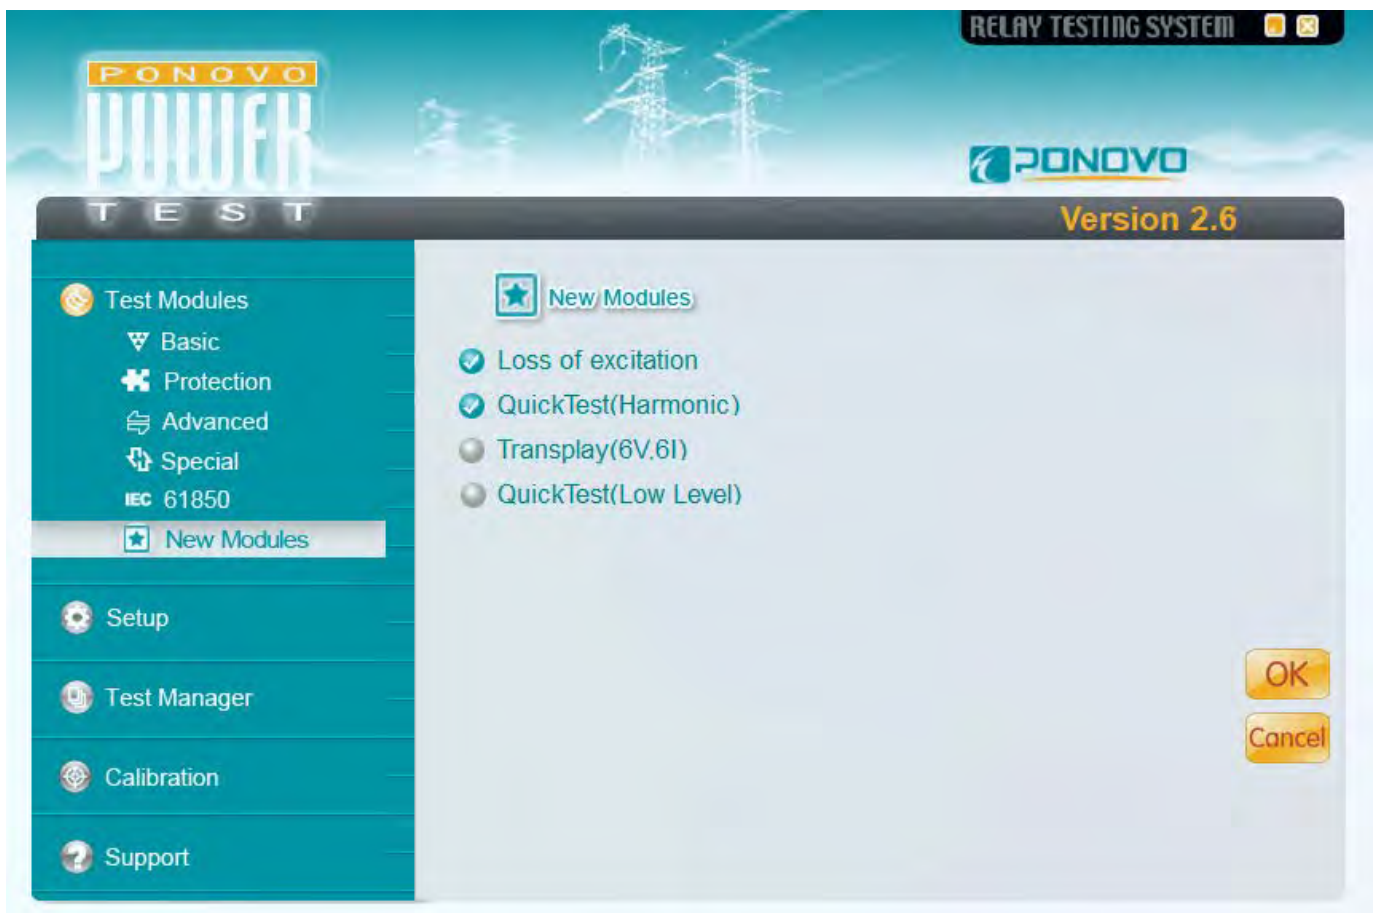 RELAY TESTING SYSTEM
PONOVO
POWER
TEST
PONOVO
Version 2.6
Test Modules
Basic
Protection
Advanced
Special
IEC 61850
New Modules
Setup
Test Manager
Calibration
Support
New Modules
Loss of excitation
QuickTest(Harmonic)
Transplay(6V.6I)
QuickTest(Low Level)
OK
Cancel